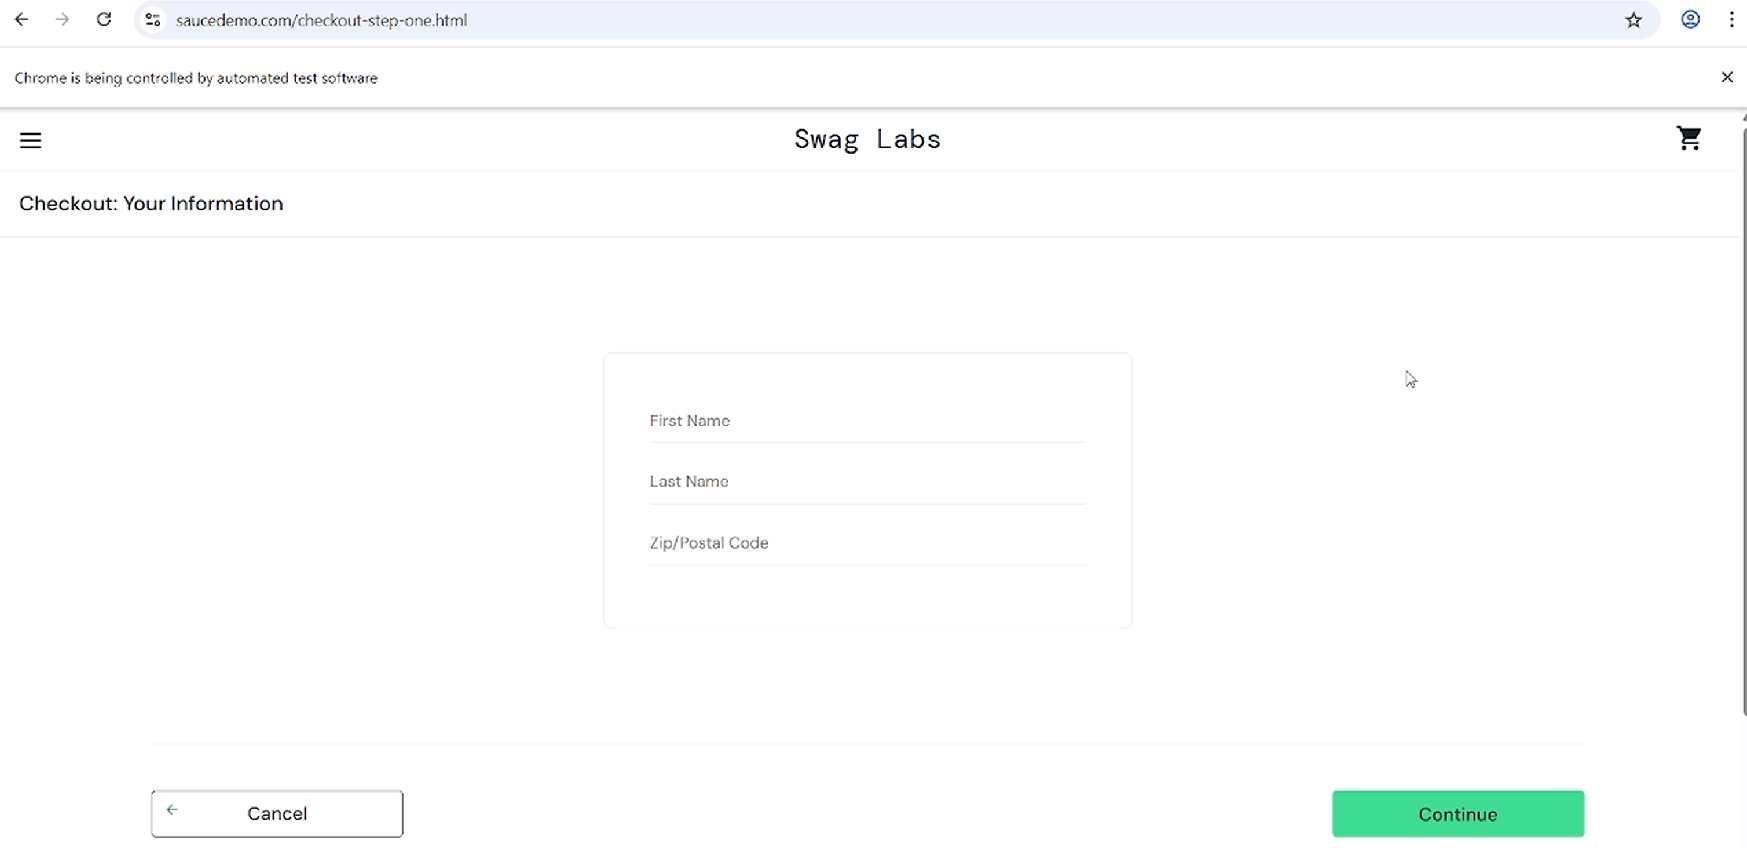 saucedemo.com/checkout-step-one.html
Chrome is being controlled by automated test software
Swag Labs
Checkout: Your Information
First Name
Last Name
Zip/Postal Code
Cancel
Continue